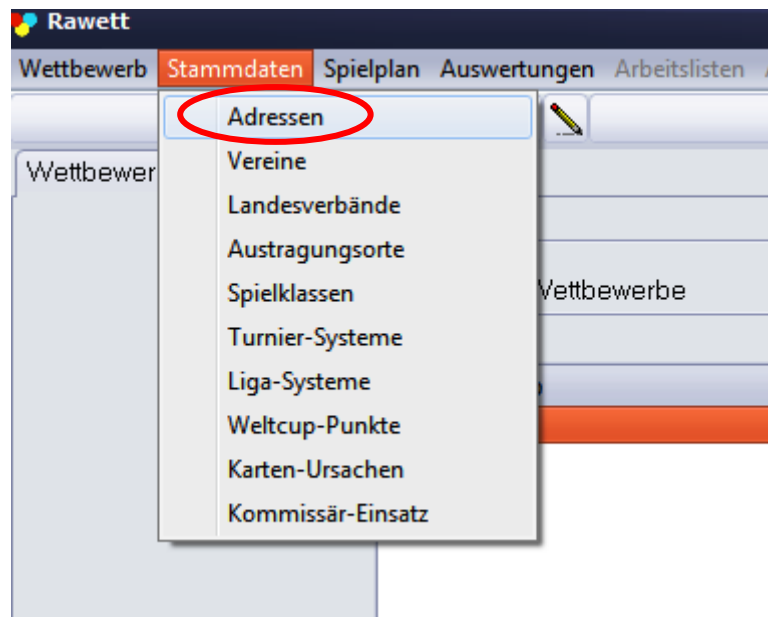 Rawett
Wettbewerb Stammdaten Spielplan Auswertungen Arbeitslisten
Adressen
Wettbewer
Vereine
Landesverbände
Austragungsorte
Spielklassen
Wettbewerbe
Turnier-Systeme
Liga-Systeme
Weltcup-Punkte
Karten-Ursachen
Kommissär-Einsatz